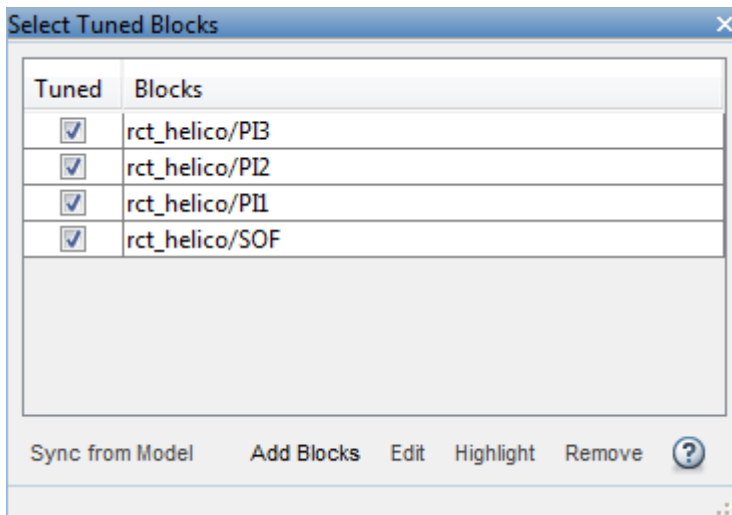 Select Tuned Blocks
Tuned Blocks
rct_helico/PI3
rct_helico/PI2
rct_helico/PI1
rct_helico/SOF
Sync from Model Add Blocks Edit Highlight Remove ?